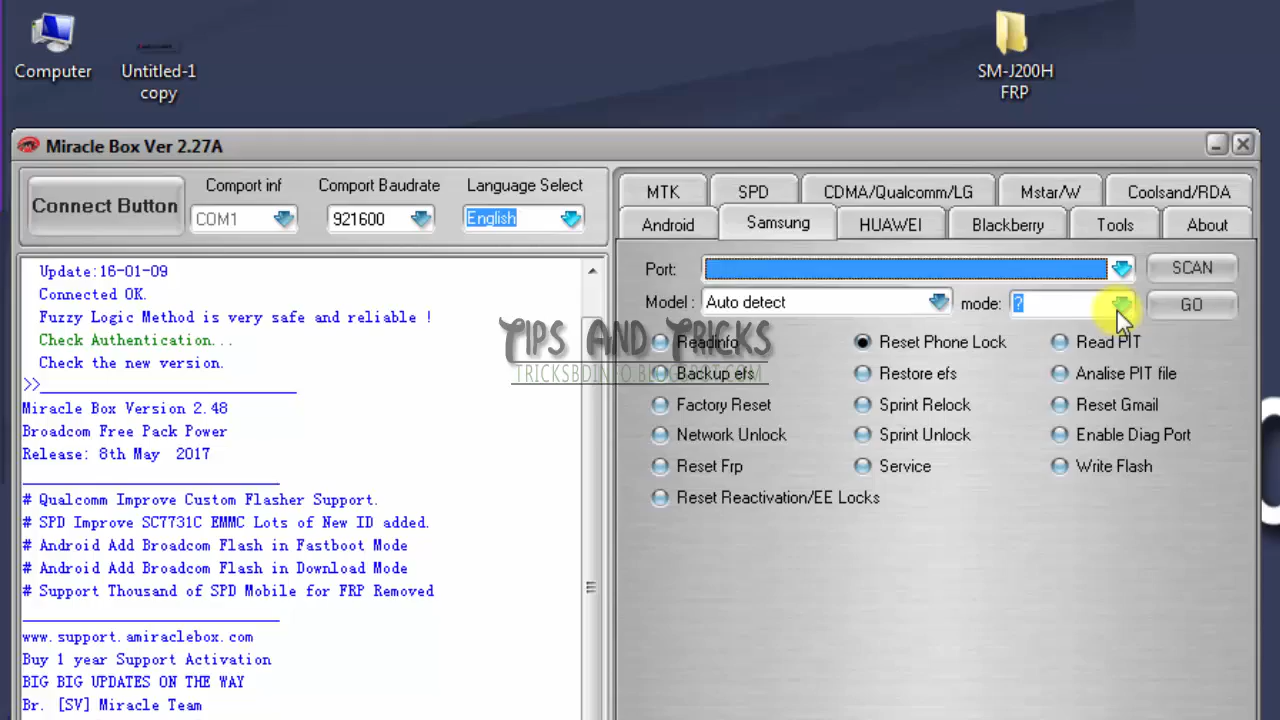 Computer
Untitled-1
copy
SM-J200H
FRP
Miracle Box Ver 2.27A
Connect Button
Comport inf
Comport Baudrate
Language Select
COM1
921600
English
Update:16-01-09
Connected OK.
Fuzzy Logic Method is very safe and reliable !
Check Authentication...
Check the new version.
>>
Miracle Box Version 2.48
Broadcom Free Pack Power
Release: 8th May  2017
# Qualcomm Improve Custom Flasher Support.
# SPD Improve SC7731C EMMC Lots of New ID added.
# Android Add Broadcom Flash in Fastboot Mode
# Android Add Broadcom Flash in Download Mode
# Support Thousand of SPD Mobile for FRP Removed
www.support.amiraclebox.com
Buy 1 year Support Activation
BIG BIG UPDATES ON THE WAY
Br. [SV] Miracle Team
MTK SPD CDMA/Qualcomm/LG Mstar/W Coolsand/RDA
Android Samsung HUAWEI Blackberry Tools About
Port: SCAN
Model : Auto detect mode: ? GO
Readinfo Reset Phone Lock Read PIT
Backup efs Restore efs Analise PIT file
Factory Reset Sprint Relock Reset Gmail
Network Unlock Sprint Unlock Enable Diag Port
Reset Frp Service Write Flash
Reset Reactivation/EE Locks
Tips And Tricks
TRICKSBDINFO.BLOGSPOT.COM